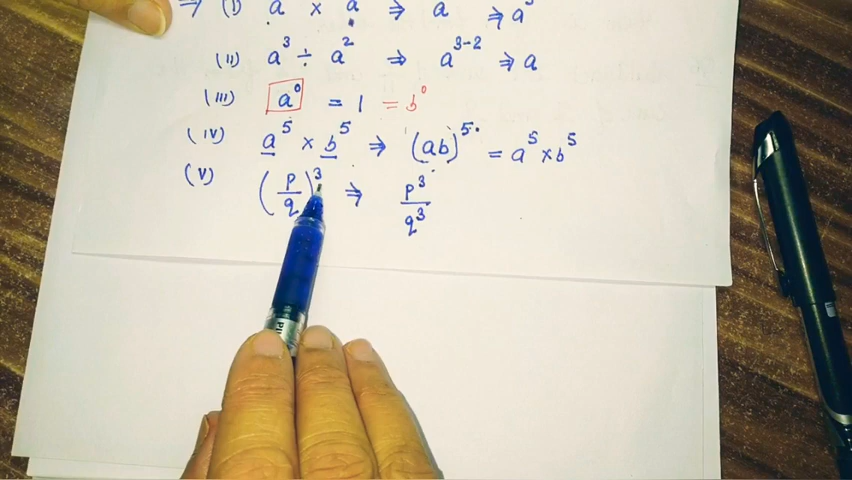 ⇒ (I) a × a ⇒ a ⇒ a
(II) a³ ÷ a² ⇒ a³⁻² ⇒ a
(III) a⁰ = 1 = b⁰
(IV) a⁵ × b⁵ ⇒ (ab)⁵ = a⁵ × b⁵
(V) (p/q)³ ⇒ p³/q³